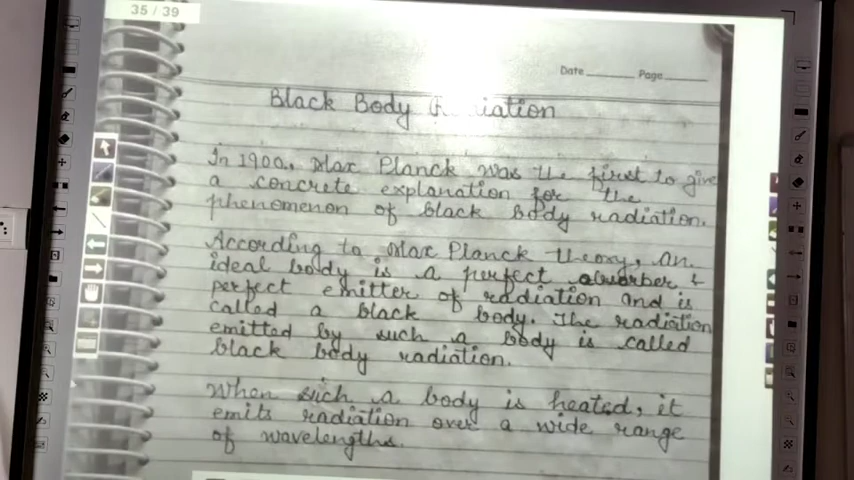 35 / 39
Date Page
Black Body Radiation
In 1900, Max Planck was the first to give
a concrete explanation for the
phenomenon of black body radiation.
According to Max Planck theory, an
ideal body is a perfect absorber &
perfect emitter of radiation and is
called a black body. The radiation
emitted by such a body is called
black body radiation.
When such a body is heated, it
emits radiation over a wide range
of wavelengths.